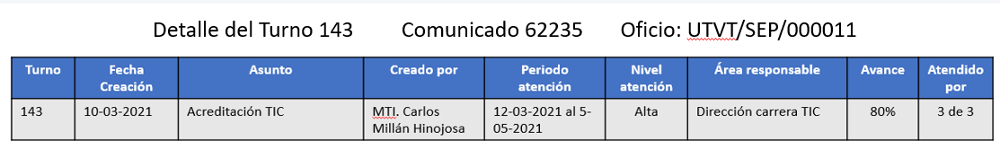 Detalle del Turno 143 Comunicado 62235 Oficio: UTVT/SEP/000011
Turno Fecha Creación Asunto Creado por Periodo atención Nivel atención Área responsable Avance Atendido por
143 10-03-2021 Acreditación TIC MTI. Carlos Millán Hinojosa 12-03-2021 al 5-05-2021 Alta Dirección carrera TIC 80% 3 de 3